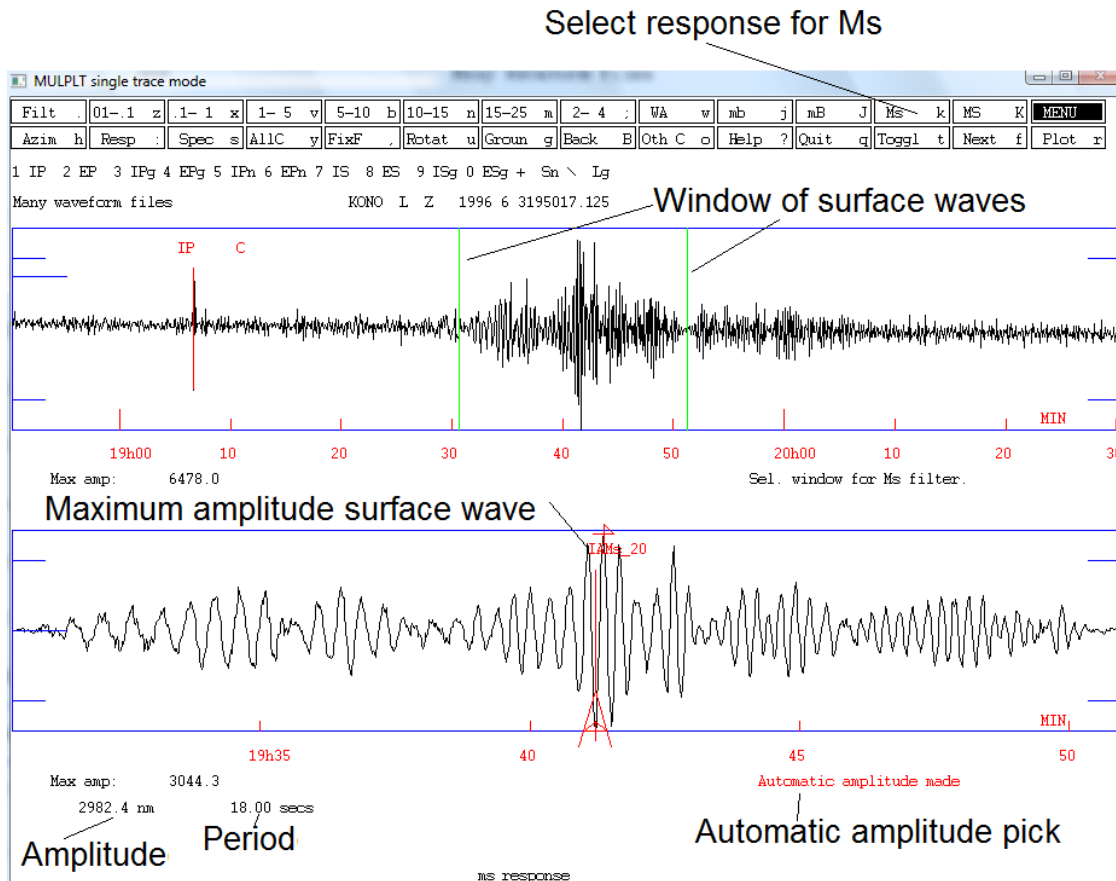 Select response for Ms
MULPLT single trace mode
Filt . 01-.1 z .1- 1 x 1- 5 v 5-10 b 10-15 n 15-25 m 2- 4 ; WA w mb j mB J Ms k MS K MENU
Azim h Resp : Spec s AllC y FixF , Rotat u Groun g Back B Oth C o Help ? Quit q Toggl t Next f Plot r
1 IP 2 EP 3 IPg 4 EPg 5 IPn 6 EPn 7 IS 8 ES 9 ISg 0 ESg + Sn \ Lg
Many waveform files KONO L Z 1996 6 3195017.125
Window of surface waves
IP C
MIN
19h00 10 20 30 40 50 20h00 10 20 30
Max amp: 6478.0 Sel. window for Ms filter.
Maximum amplitude surface wave
IAMs_20
MIN
19h35 40 45 50
Max amp: 3044.3 Automatic amplitude made
2982.4 nm 18.00 secs
Amplitude Period Automatic amplitude pick
ms response